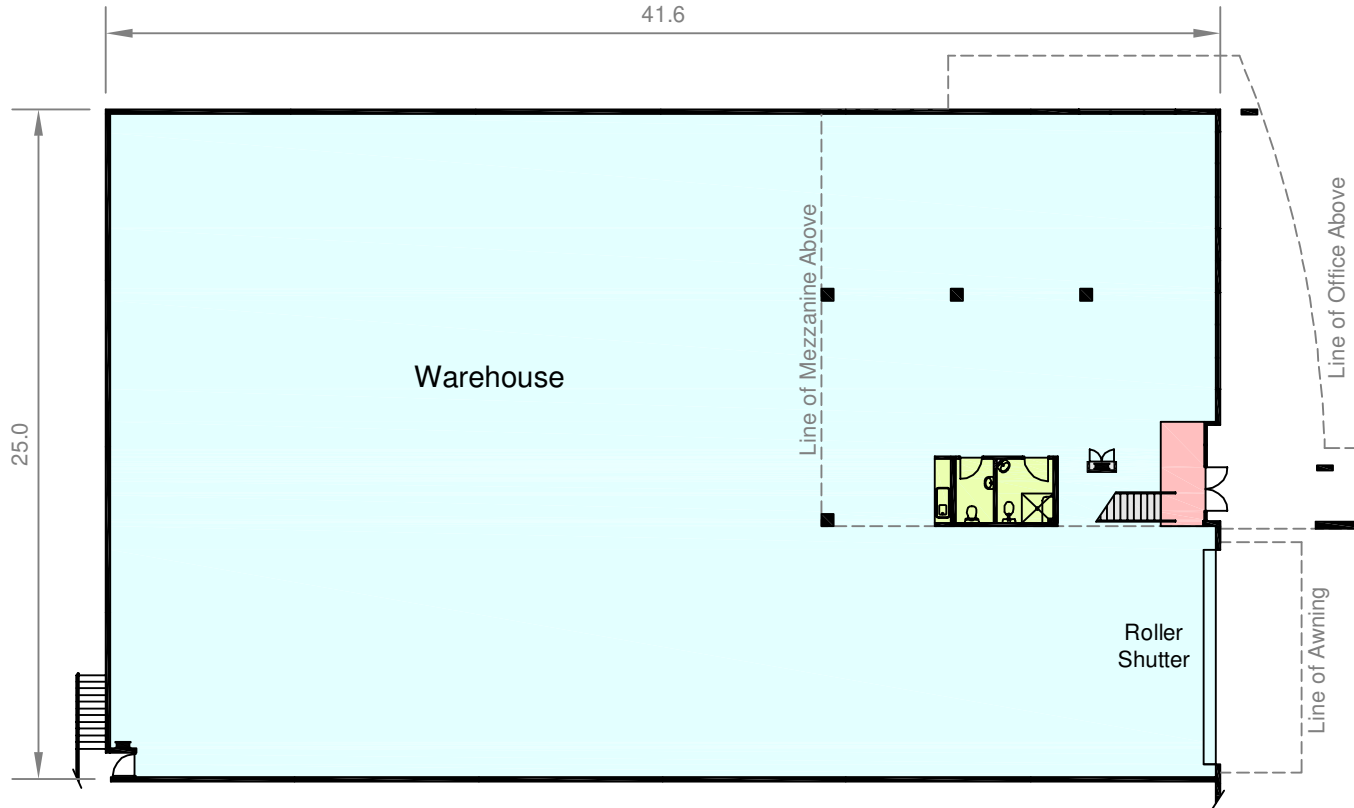 41.6
25.0
Warehouse
Line of Mezzanine Above
Line of Office Above
Roller
Shutter
Line of Awning